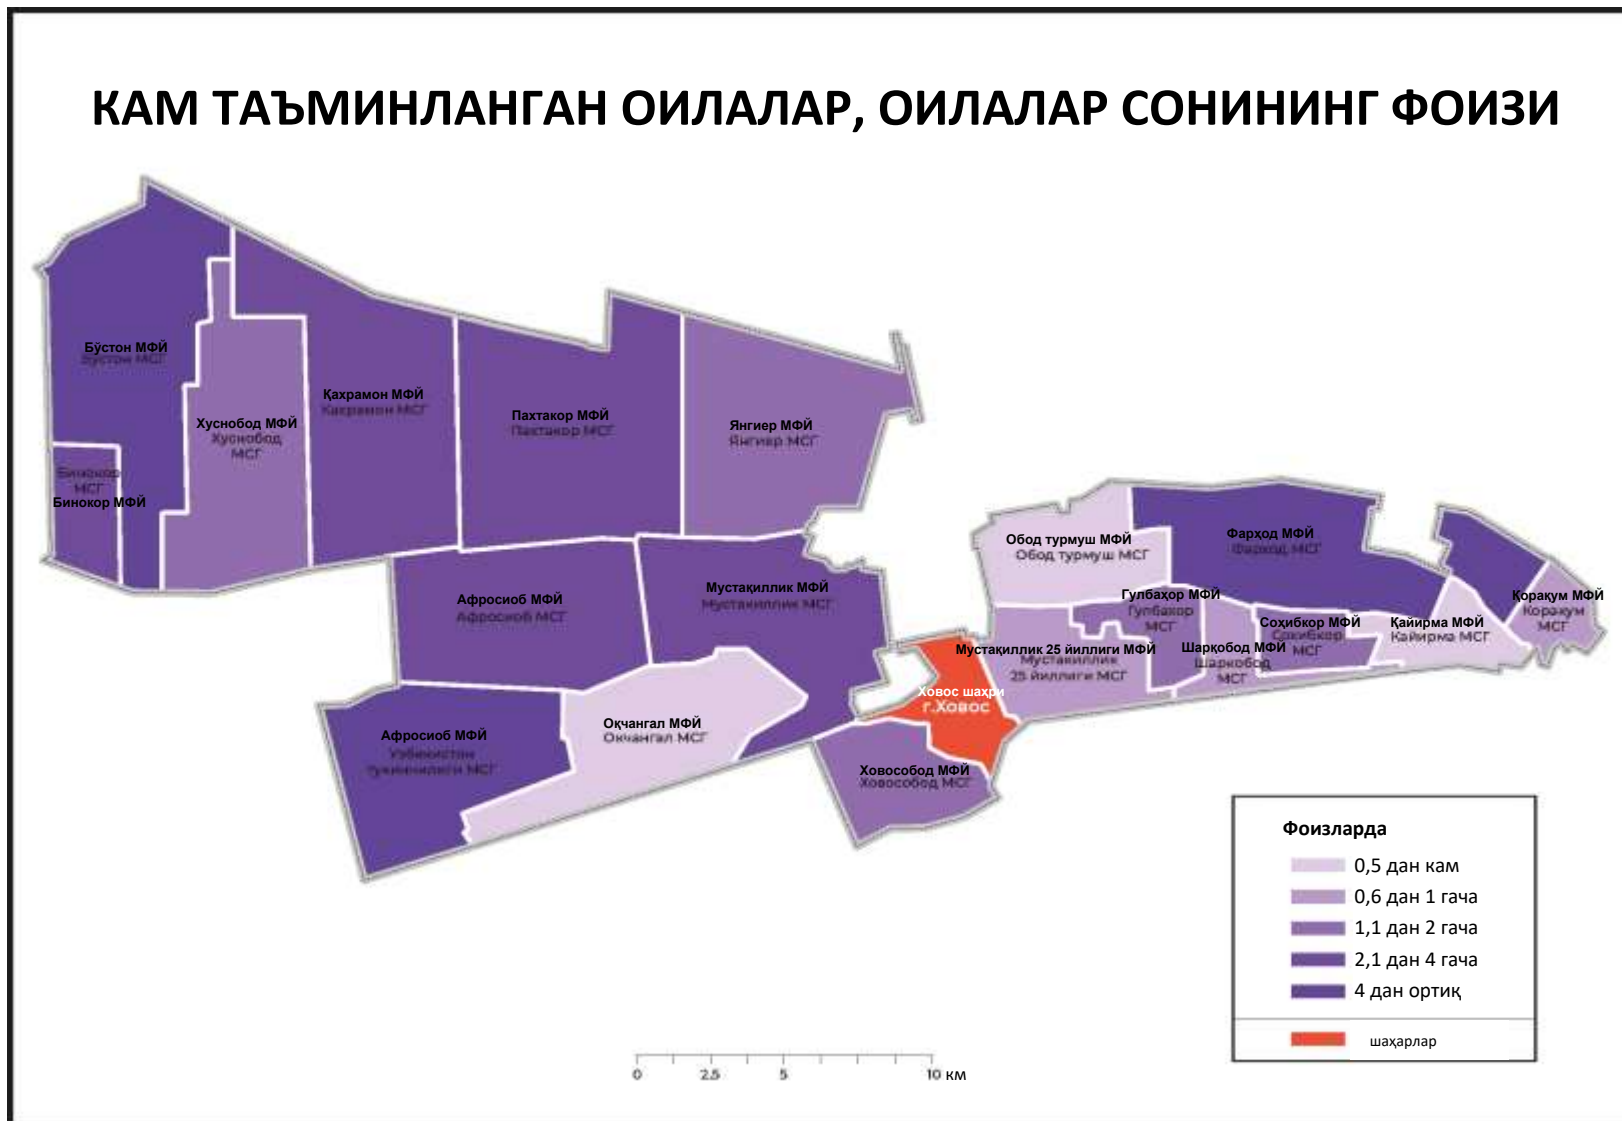 КАМ ТАЪМИНЛАНГАН ОИЛАЛАР, ОИЛАЛАР СОНИНИНГ ФОИЗИ
Бўстон МФЙ
Бўстон МСГ
Қахрамон МФЙ
Кахрамон МСГ
Хуснобод МФЙ
Хуснобод
МСГ
Пахтакор МФЙ
Пахтакор МСГ
Янгиер МФЙ
Янгиер МСГ
Бинокор
МСГ
Бинокор МФЙ
Обод турмуш МФЙ
Обод турмуш МСГ
Фарҳод МФЙ
Фарход МСГ
Афросиоб МФЙ
Афросиоб МСГ
Мустақиллик МФЙ
Мустакиллик МСГ
Гулбаҳор МФЙ
Гулбахор
МСГ
Қорақум МФЙ
Коракум
МСГ
Соҳибкор МФЙ
Сохибкор
МСГ
Қайирма МФЙ
Кайирма МСГ
Мустақиллик 25 йиллиги МФЙ
Мустакиллик
25 йиллиги МСГ
Шарқобод МФЙ
Шаркобод
МСГ
Ховос шаҳри
г.Ховос
Оқчангал МФЙ
Окчангал МСГ
Афросиоб МФЙ
Узбекистон
МСГ
Ховособод МФЙ
Ховособод МСГ
Фоизларда
0,5 дан кам
0,6 дан 1 гача
1,1 дан 2 гача
2,1 дан 4 гача
4 дан ортиқ
шаҳарлар
0 2,5 5 10 км